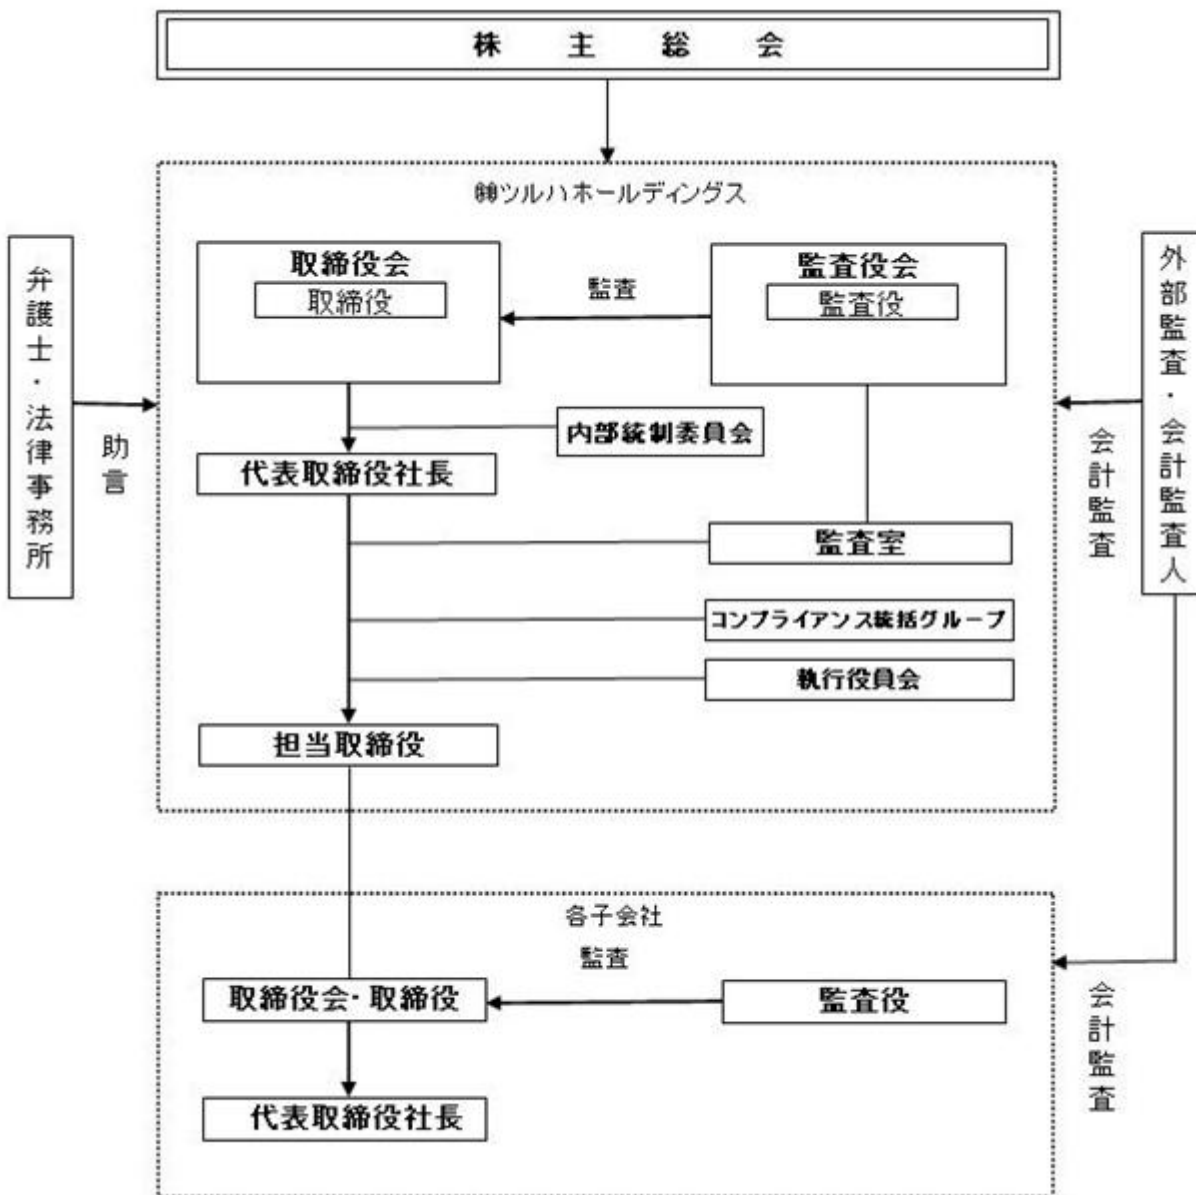 株主総会
㈱ツルハホールディングス
取締役会
取締役
監査
監査役会
監査役
弁護士・法律事務所
助言
外部監査・会計監査人
会計監査
内部統制委員会
代表取締役社長
監査室
コンプライアンス統括グループ
執行役員会
担当取締役
各子会社
監査
取締役会・取締役
監査役
会計監査
代表取締役社長